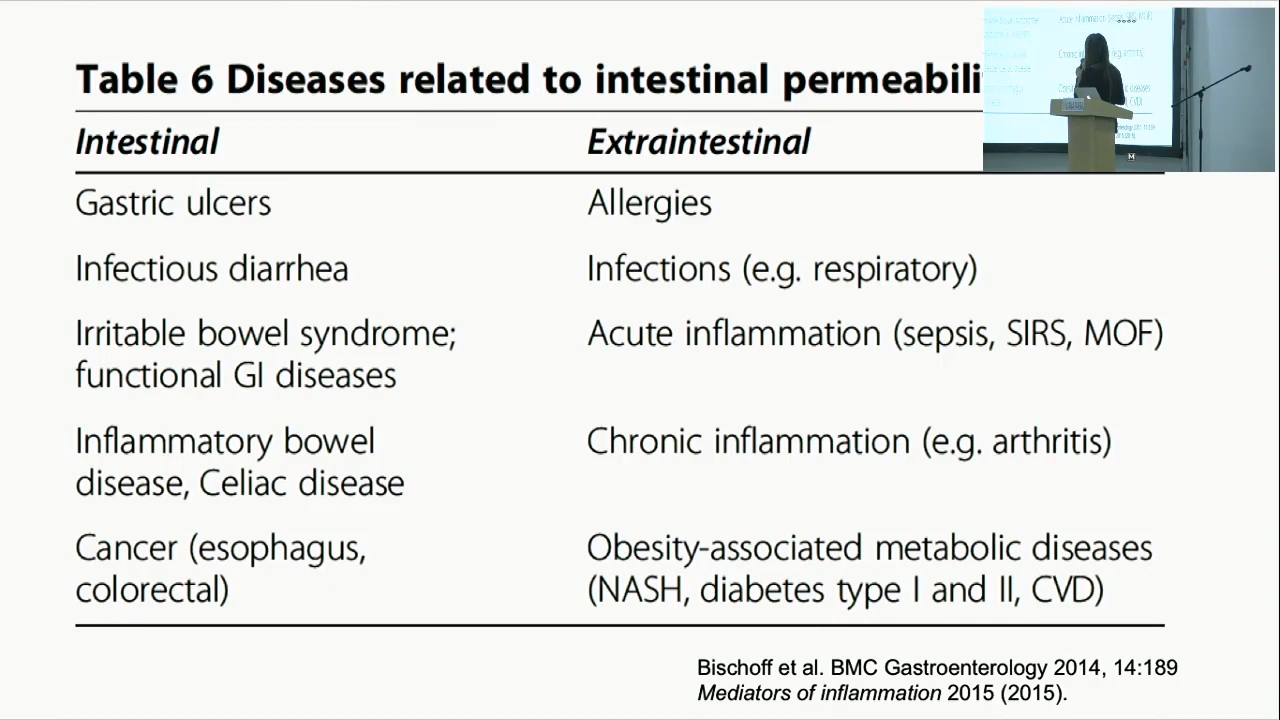 Table 6 Diseases related to intestinal permeabili
Intestinal
Extraintestinal
Gastric ulcers
Allergies
Infectious diarrhea
Infections (e.g. respiratory)
Irritable bowel syndrome;
functional GI diseases
Acute inflammation (sepsis, SIRS, MOF)
Inflammatory bowel
disease, Celiac disease
Chronic inflammation (e.g. arthritis)
Cancer (esophagus,
colorectal)
Obesity-associated metabolic diseases
(NASH, diabetes type I and II, CVD)
Bischoff et al. BMC Gastroenterology 2014, 14:189
Mediators of inflammation 2015 (2015).